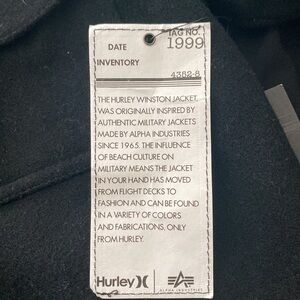 TAG NO.
DATE 1999
INVENTORY
4382-8
THE HURLEY WINSTON JACKET,
WAS ORIGINALLY INSPIRED BY
AUTHENTIC MILITARY JACKETS
MADE BY ALPHA INDUSTRIES
SINCE 1965. THE INFLUENCE
OF BEACH CULTURE ON
MILITARY MEANS THE JACKET
IN YOUR HAND HAS MOVED
FROM FLIGHT DECKS TO
FASHION AND CAN BE FOUND
IN A VARIETY OF COLORS
AND FABRICATIONS, ONLY
FROM HURLEY.
Hurley
ALPHA INDUSTRIES